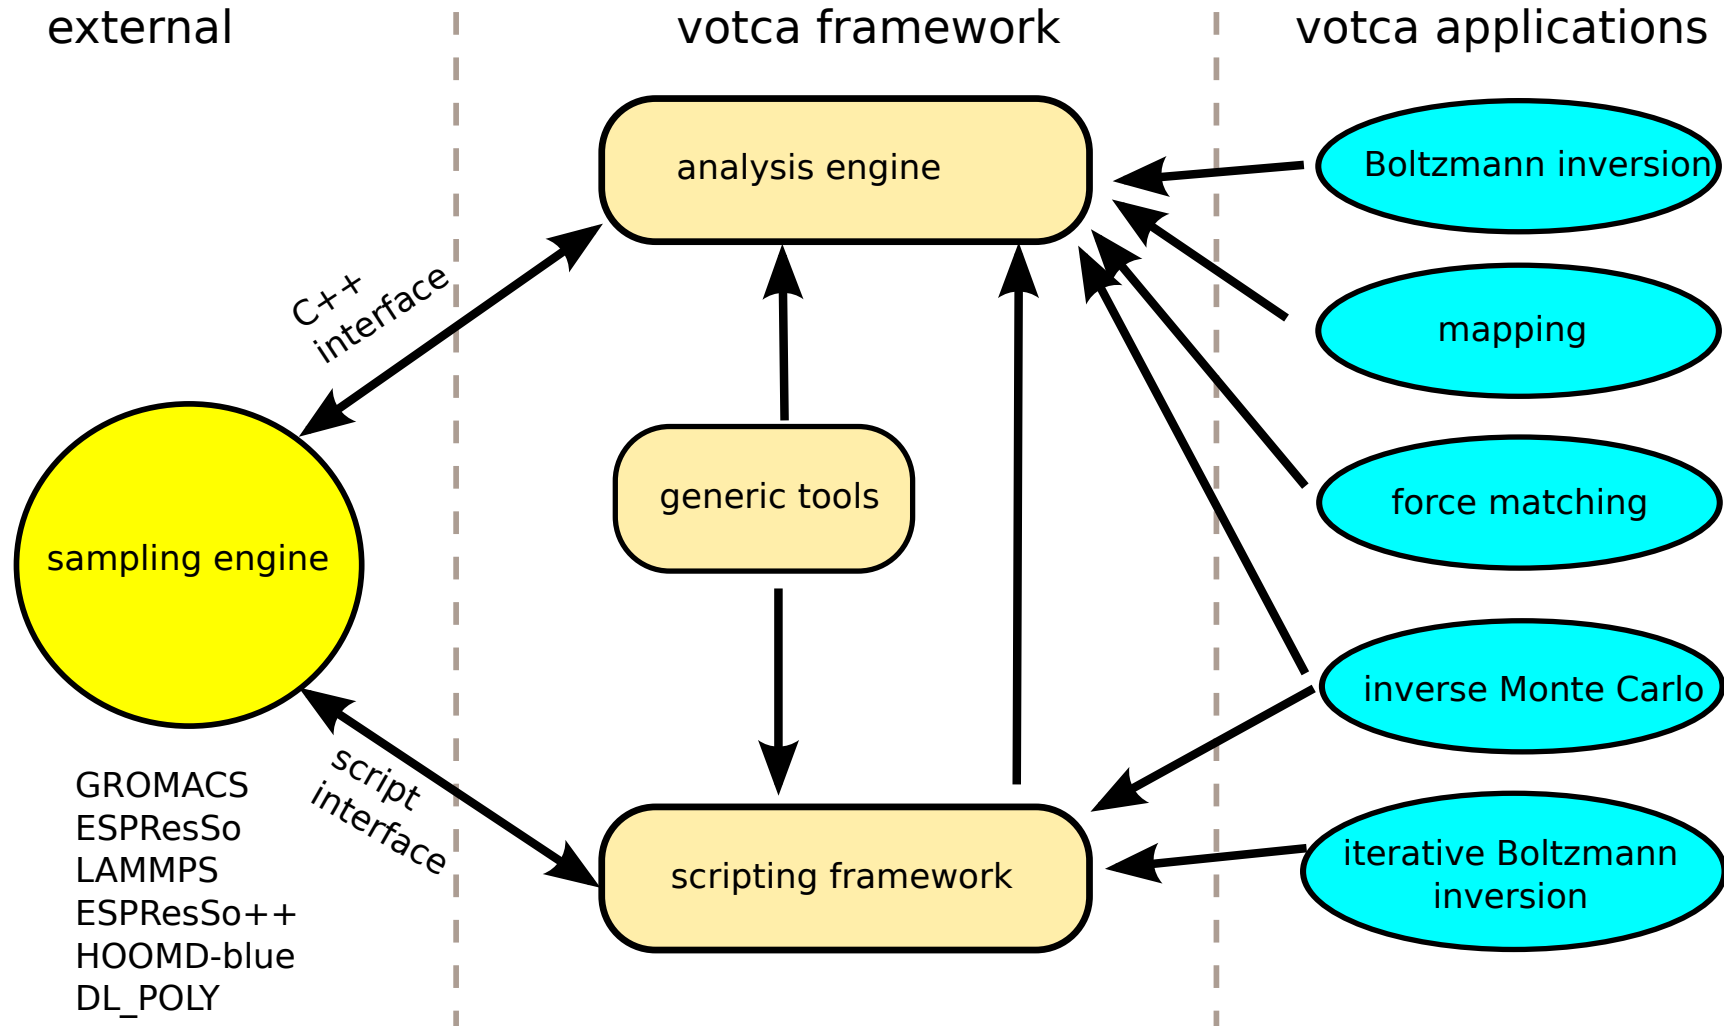 external
votca framework
votca applications
analysis engine
Boltzmann inversion
C++
interface
mapping
generic tools
force matching
sampling engine
inverse Monte Carlo
script
interface
GROMACS
ESPResSo
LAMMPS
ESPResSo++
HOOMD-blue
DL_POLY
scripting framework
iterative Boltzmann
inversion